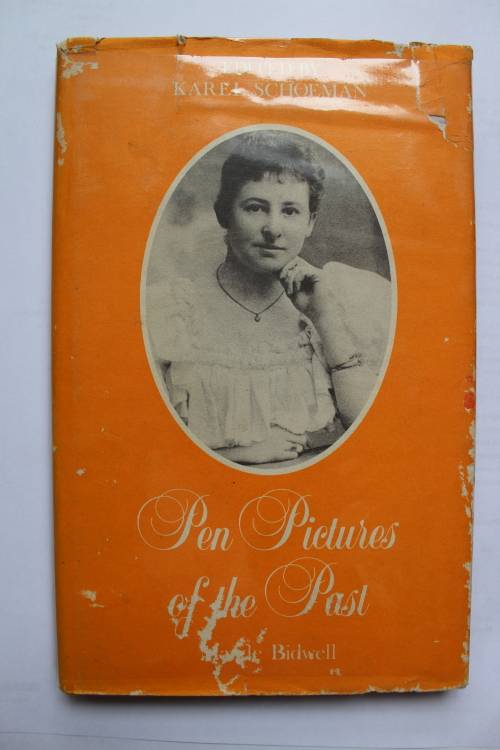 EDITED BY
KAREL SCHOEMAN
Pen Pictures
of the Past
Bidwell